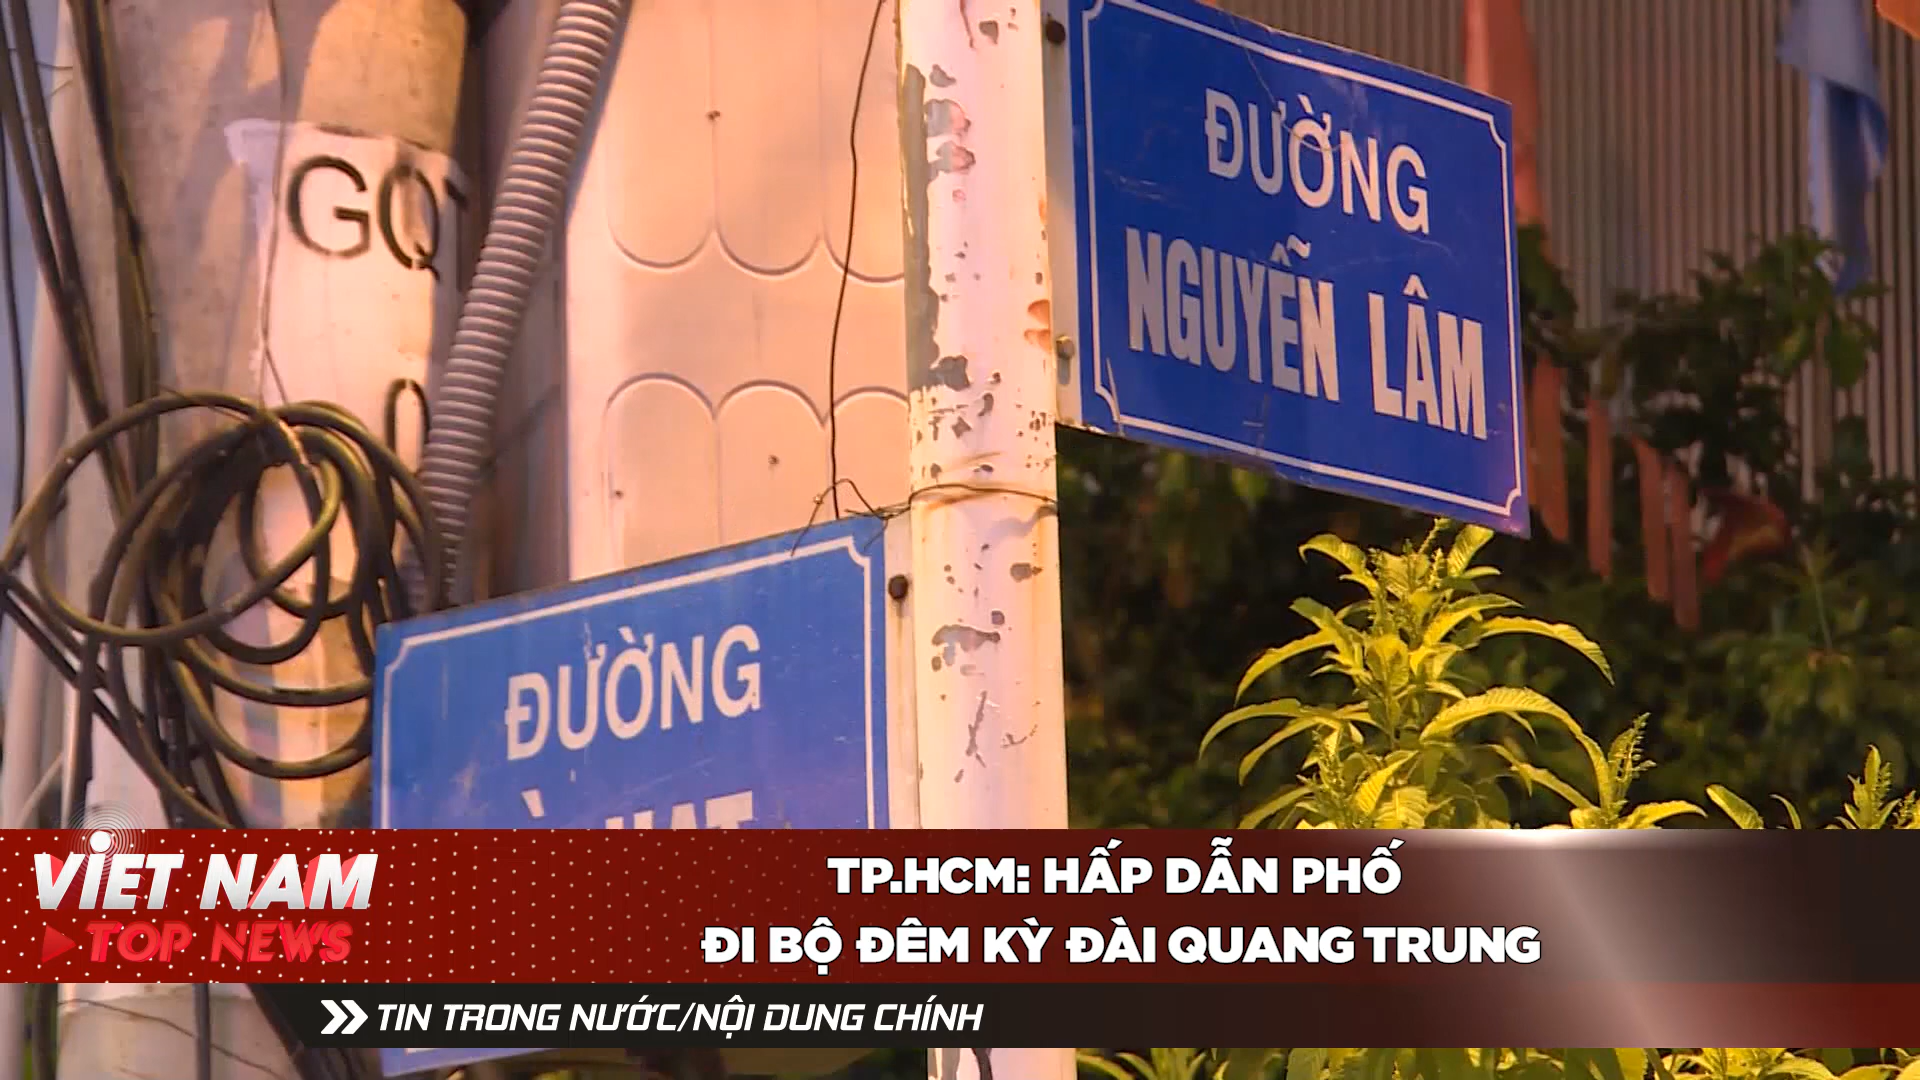 GQT
ĐƯỜNG
NGUYỄN LÂM
ĐƯỜNG
VIET NAM
TOP NEWS
TP.HCM: HẤP DẪN PHỐ
ĐI BỘ ĐÊM KỲ ĐÀI QUANG TRUNG
TIN TRONG NƯỚC/NỘI DUNG CHÍNH